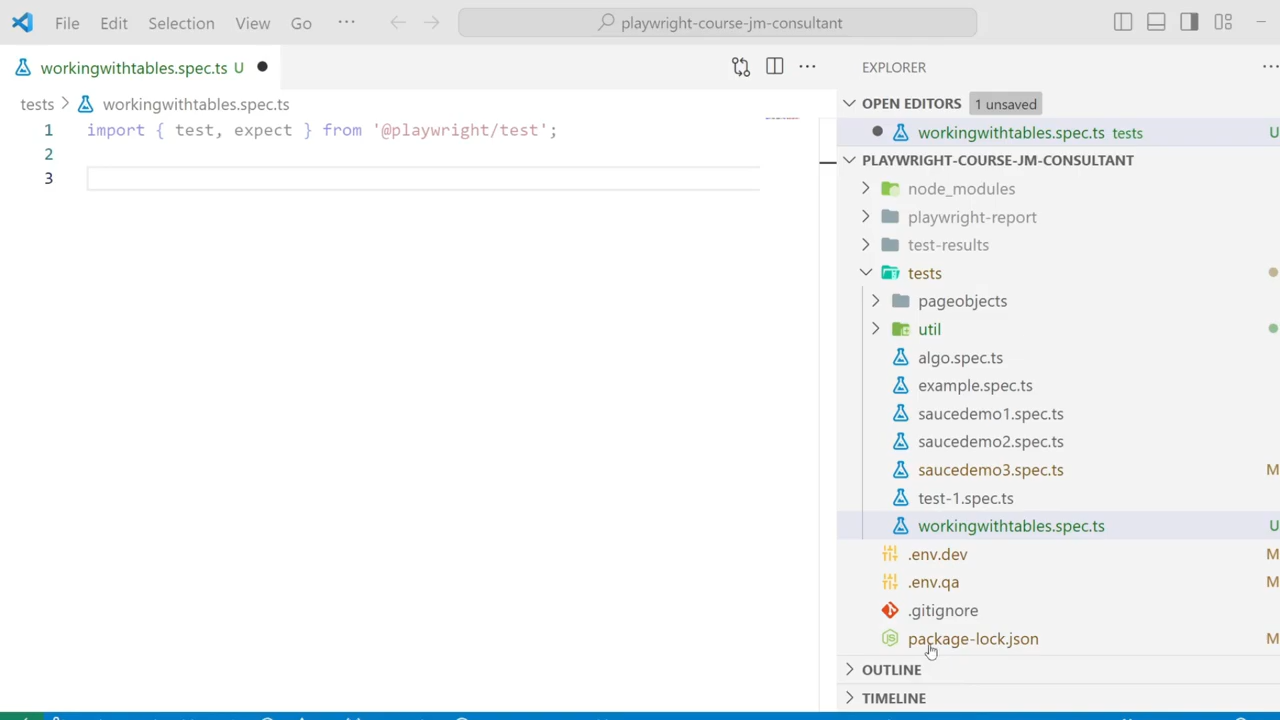 File Edit Selection View Go ··· playwright-course-jm-consultant
workingwithtables.spec.ts U
tests > workingwithtables.spec.ts
1 import { test, expect } from '@playwright/test';
2
3
EXPLORER
OPEN EDITORS 1 unsaved
workingwithtables.spec.ts tests U
PLAYWRIGHT-COURSE-JM-CONSULTANT
node_modules
playwright-report
test-results
tests
pageobjects
util
algo.spec.ts
example.spec.ts
saucedemo1.spec.ts
saucedemo2.spec.ts
saucedemo3.spec.ts M
test-1.spec.ts
workingwithtables.spec.ts U
.env.dev M
.env.qa M
.gitignore
package-lock.json M
OUTLINE
TIMELINE